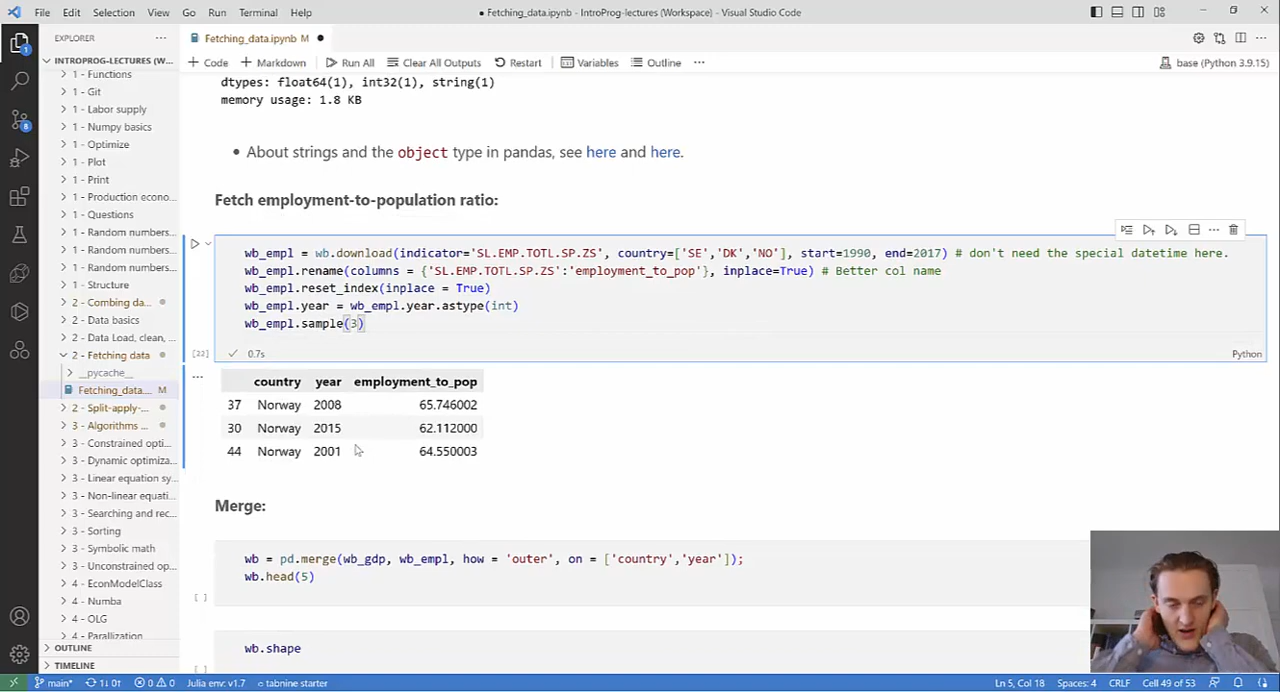 File Edit Selection View Go Run Terminal Help
● Fetching_data.ipynb - IntroProg-lectures (Workspace) - Visual Studio Code
EXPLORER
INTROPROG-LECTURES (W...
1 - Functions
1 - Git
1 - Labor supply
1 - Numpy basics
1 - Optimize
1 - Plot
1 - Print
1 - Production econo...
1 - Questions
1 - Random numbers...
1 - Random numbers...
1 - Random numbers...
1 - Structure
2 - Combing da...
2 - Data basics
2 - Data Load, clean, ...
2 - Fetching data
__pycache__
Fetching_data.... M
2 - Split-apply-...
3 - Algorithms ...
3 - Constrained opti...
3 - Dynamic optimiza...
3 - Linear equation sy...
3 - Non-linear equati...
3 - Searching and rec...
3 - Sorting
3 - Symbolic math
3 - Unconstrained op...
4 - EconModelClass
4 - Numba
4 - OLG
4 - Parallization
OUTLINE
TIMELINE
Fetching_data.ipynb M ●
+ Code + Markdown Run All Clear All Outputs Restart Variables Outline ...
base (Python 3.9.15)
dtypes: float64(1), int32(1), string(1)
memory usage: 1.8 KB
• About strings and the object type in pandas, see here and here.
Fetch employment-to-population ratio:
wb_empl = wb.download(indicator='SL.EMP.TOTL.SP.ZS', country=['SE','DK','NO'], start=1990, end=2017) # don't need the special datetime here.
wb_empl.rename(columns = {'SL.EMP.TOTL.SP.ZS':'employment_to_pop'}, inplace=True) # Better col name
wb_empl.reset_index(inplace = True)
wb_empl.year = wb_empl.year.astype(int)
wb_empl.sample(3)
[22] 0.7s Python
country year employment_to_pop
37 Norway 2008 65.746002
30 Norway 2015 62.112000
44 Norway 2001 64.550003
Merge:
wb = pd.merge(wb_gdp, wb_empl, how = 'outer', on = ['country','year']);
wb.head(5)
[ ]
wb.shape
[ ]
main* 1↓ 0↑ 0 0 Julia env: v1.7 tabnine starter Ln 5, Col 18 Spaces: 4 CRLF Cell 49 of 53